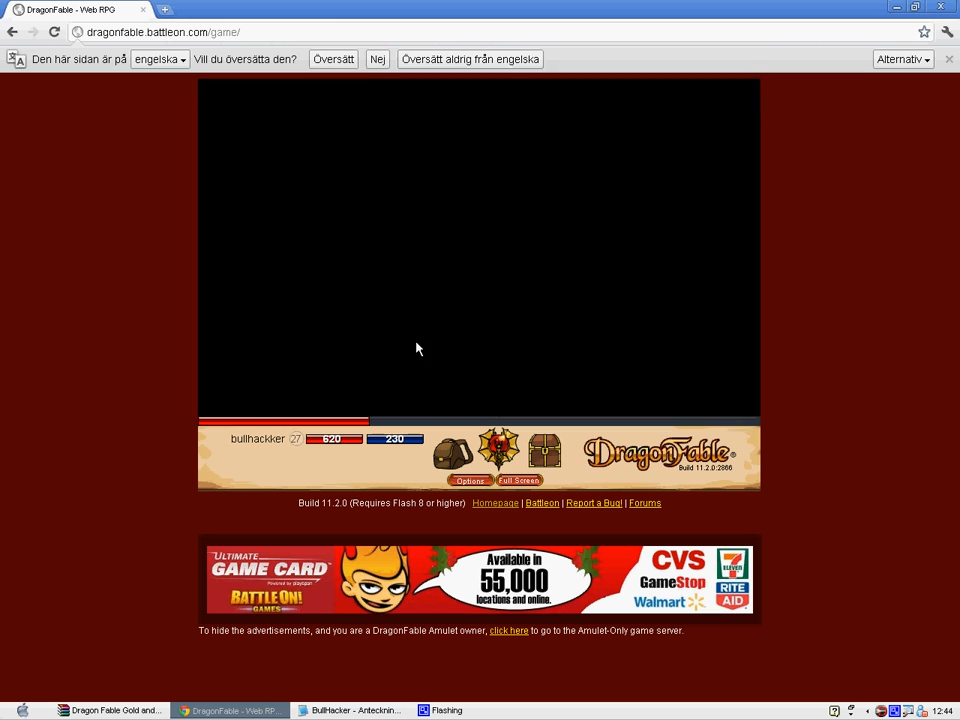 DragonFable - Web RPG
dragonfable.battleon.com/game/
Den här sidan är på engelska Vill du översätta den? Översätt Nej Översätt aldrig från engelska Alternativ
bullhackker 27 620 230
DragonFable
Build 11.2.0:2866
Options Full Screen
Build 11.2.0 (Requires Flash 8 or higher) Homepage | Battleon | Report a Bug! | Forums
ULTIMATE
GAME CARD
Powered by playspan
BATTLEON!
GAMES
Available in
55,000
locations and online.
CVS
GameStop
Walmart
7 ELEVEN
RITE
AID
To hide the advertisements, and you are a DragonFable Amulet owner, click here to go to the Amulet-Only game server.
Dragon Fable Gold and... DragonFable - Web RP... BullHacker - Antecknin... Flashing 12:44